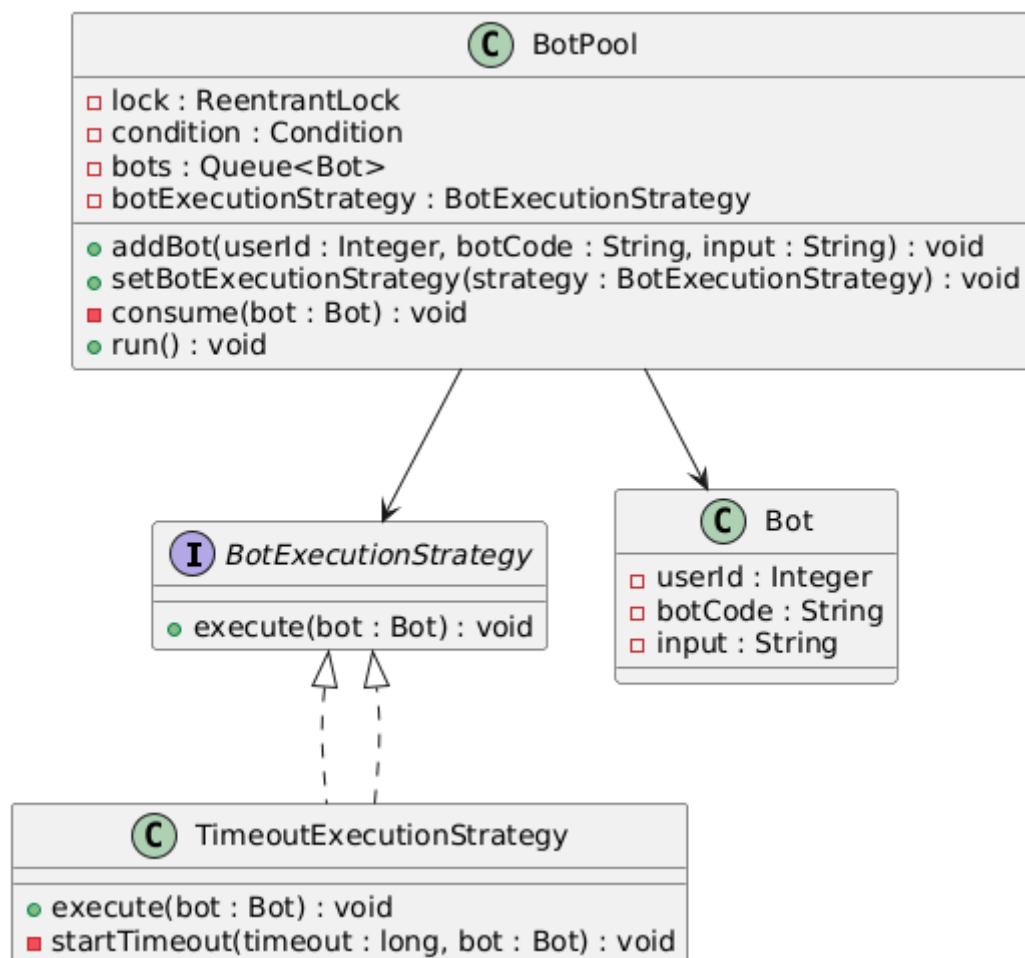 C BotPool
lock : ReentrantLock
condition : Condition
bots : Queue<Bot>
botExecutionStrategy : BotExecutionStrategy
addBot(userId : Integer, botCode : String, input : String) : void
setBotExecutionStrategy(strategy : BotExecutionStrategy) : void
consume(bot : Bot) : void
run() : void
I BotExecutionStrategy
execute(bot : Bot) : void
C Bot
userId : Integer
botCode : String
input : String
C TimeoutExecutionStrategy
execute(bot : Bot) : void
startTimeout(timeout : long, bot : Bot) : void